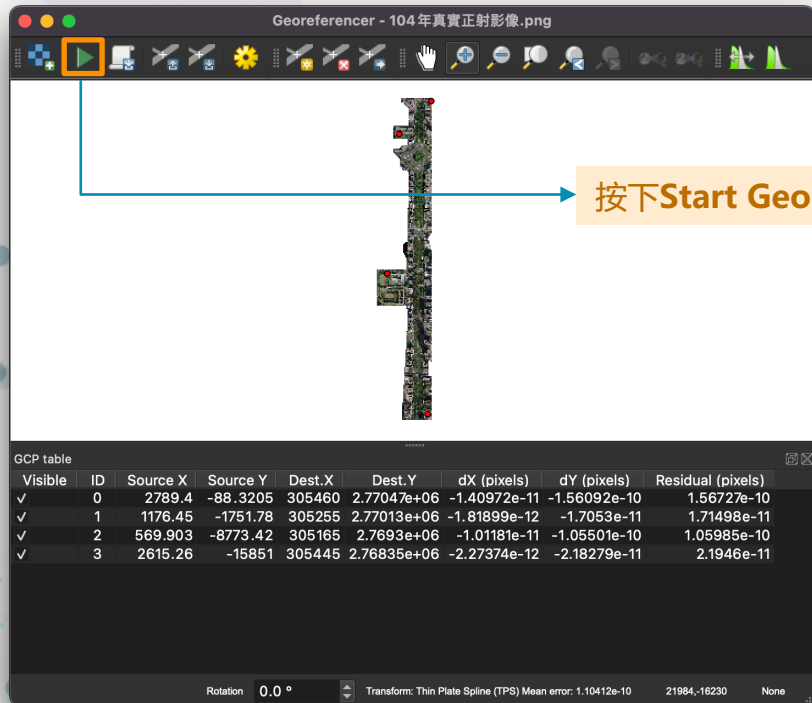 Georeferencer - 104年真實正射影像.png
按下Start Geo
GCP table
Visible ID Source X Source Y Dest.X Dest.Y dX (pixels) dY (pixels) Residual (pixels)
✓ 0 2789.4 -88.3205 305460 2.77047e+06 -1.40972e-11 -1.56092e-10 1.56727e-10
✓ 1 1176.45 -1751.78 305255 2.77013e+06 -1.81899e-12 -1.7053e-11 1.71498e-11
✓ 2 569.903 -8773.42 305165 2.7693e+06 -1.01181e-11 -1.05501e-10 1.05985e-10
✓ 3 2615.26 -15851 305445 2.76835e+06 -2.27374e-12 -2.18279e-11 2.1946e-11
Rotation 0.0 ° Transform: Thin Plate Spline (TPS) Mean error: 1.10412e-10 21984,-16230 None